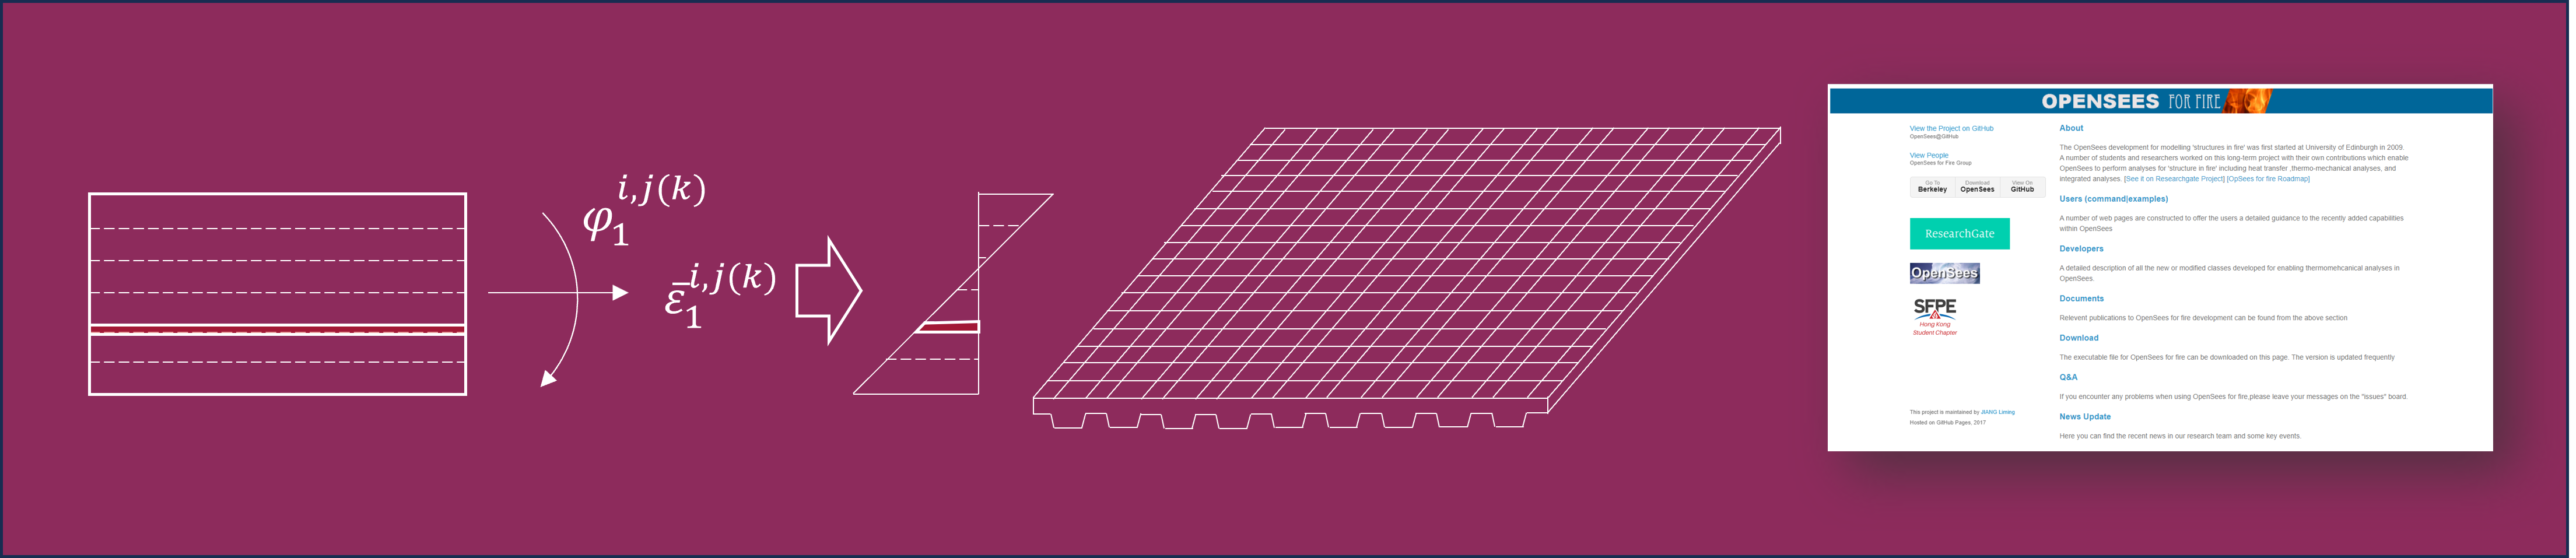 φ₁^{i,j(k)}
ε̄₁^{i,j(k)}
OPENSEES FOR FIRE
View the Project on GitHub
OpenSees@GitHub
View People
OpenSees for Fire Group
Go To Berkeley
Download OpenSees
View On GitHub
ResearchGate
OpenSees
SFPE
Hong Kong
Student Chapter
This project is maintained by JIANG Liming
Hosted on GitHub Pages. 2017
About
The OpenSees development for modelling 'structures in fire' was first started at University of Edinburgh in 2009.
A number of students and researchers worked on this long-term project with their own contributions which enable
OpenSees to perform analyses for 'structure in fire' including heat transfer ,thermo-mechanical analyses, and
integrated analyses. [See it on Researchgate Project] [OpSees for fire Roadmap]
Users (command|examples)
A number of web pages are constructed to offer the users a detailed guidance to the recently added capabilities
within OpenSees
Developers
A detailed description of all the new or modified classes developed for enabling thermomehcanical analyses in
OpenSees.
Documents
Relevent publications to OpenSees for fire development can be found from the above section
Download
The executable file for OpenSees for fire can be downloaded on this page. The version is updated frequently
Q&A
If you encounter any problems when using OpenSees for fire,please leave your messages on the "issues" board.
News Update
Here you can find the recent news in our research team and some key events.